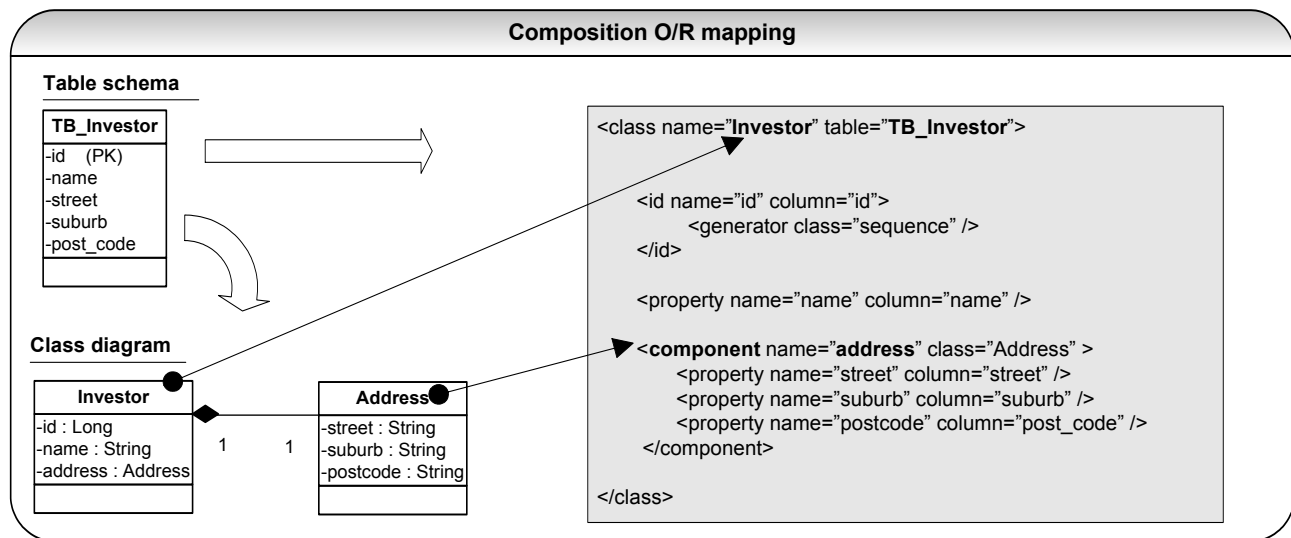 Composition O/R mapping
Table schema
TB_Investor
-id (PK)
-name
-street
-suburb
-post_code
Class diagram
Investor
-id : Long
-name : String
-address : Address
1
1
Address
-street : String
-suburb : String
-postcode : String
<class name=”Investor” table=”TB_Investor”>
<id name=”id” column=”id”>
<generator class=”sequence” />
</id>
<property name=”name” column=”name” />
<component name=”address” class=”Address” >
<property name=”street” column=”street” />
<property name=”suburb” column=”suburb” />
<property name=”postcode” column=”post_code” />
</component>
</class>